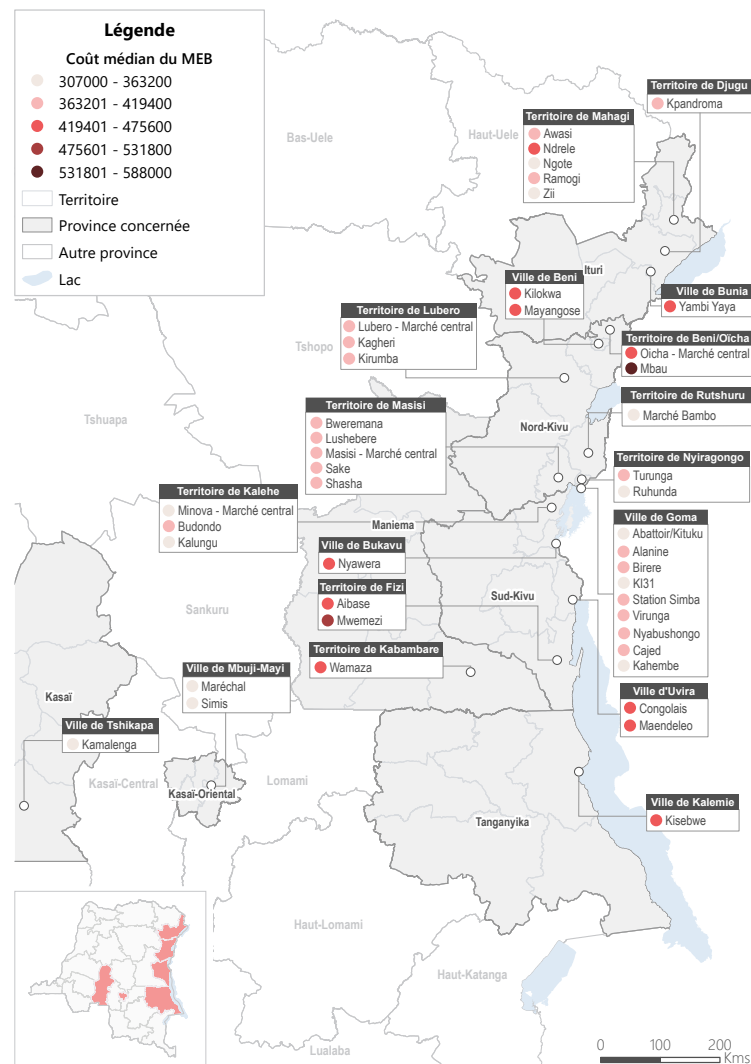 Légende
Coût médian du MEB
307000 - 363200
363201 - 419400
419401 - 475600
475601 - 531800
531801 - 588000
Territoire
Province concernée
Autre province
Lac
Bas-Uele
Haut-Uele
Territoire de Djugu
Kpandroma
Territoire de Mahagi
Awasi
Ndrele
Ngote
Ramogi
Zii
Ituri
Ville de Beni
Kilokwa
Mayangose
Ville de Bunia
Yambi Yaya
Territoire de Lubero
Lubero - Marché central
Kagheri
Kirumba
Tshopo
Territoire de Beni/Oïcha
Oicha - Marché central
Mbau
Territoire de Rutshuru
Marché Bambo
Tshuapa
Territoire de Masisi
Bweremana
Lushebere
Masisi - Marché central
Sake
Shasha
Nord-Kivu
Territoire de Nyiragongo
Turunga
Ruhunda
Territoire de Kalehe
Minova - Marché central
Budondo
Kalungu
Maniema
Ville de Goma
Abattoir/Kituku
Alanine
Birere
KI31
Station Simba
Virunga
Nyabushongo
Cajed
Kahembe
Ville de Bukavu
Nyawera
Territoire de Fizi
Aibase
Mwemezi
Sud-Kivu
Sankuru
Territoire de Kabambare
Wamaza
Ville de Mbuji-Mayi
Maréchal
Simis
Ville d'Uvira
Congolais
Maendeleo
Kasaï
Ville de Tshikapa
Kamalenga
Kasaï-Central
Kasaï-Oriental
Lomami
Tanganyika
Ville de Kalemie
Kisebwe
Haut-Lomami
Haut-Katanga
Lualaba
0 100 200
Kms